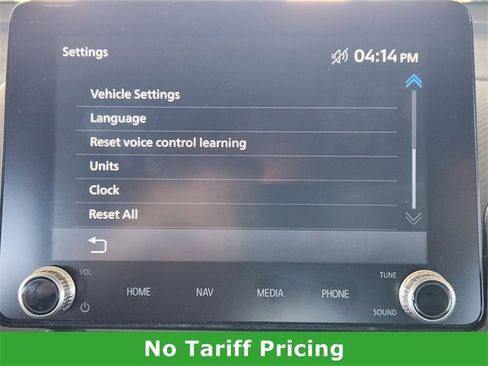 Settings
04:14 PM
Vehicle Settings
Language
Reset voice control learning
Units
Clock
Reset All
VOL
TUNE
HOME
NAV
MEDIA
PHONE
SOUND
No Tariff Pricing